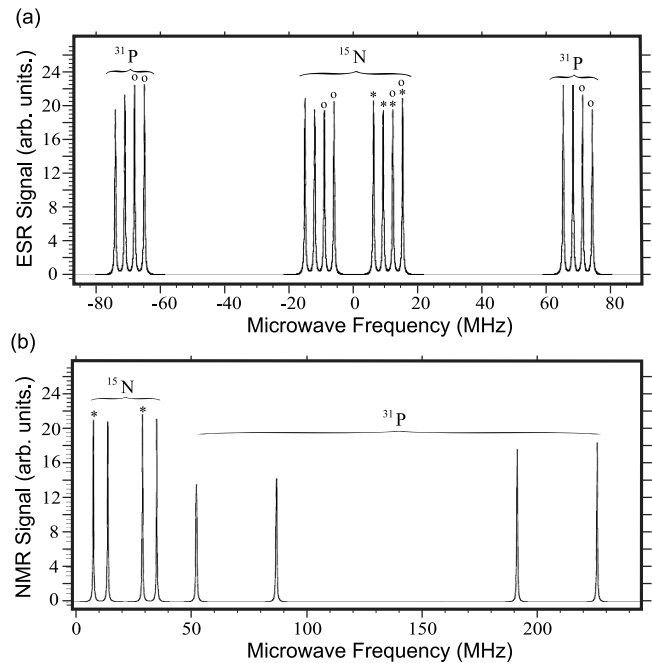 (a)
³¹P
¹⁵N
³¹P
24
20
16
12
8
4
0
ESR Signal (arb. units.)
o o
o o
* * * *
o o
o o
-80 -60 -40 -20 0 20 40 60 80
Microwave Frequency (MHz)
(b)
¹⁵N
³¹P
* *
24
20
16
12
8
4
0
NMR Signal (arb. units.)
0 50 100 150 200
Microwave Frequency (MHz)